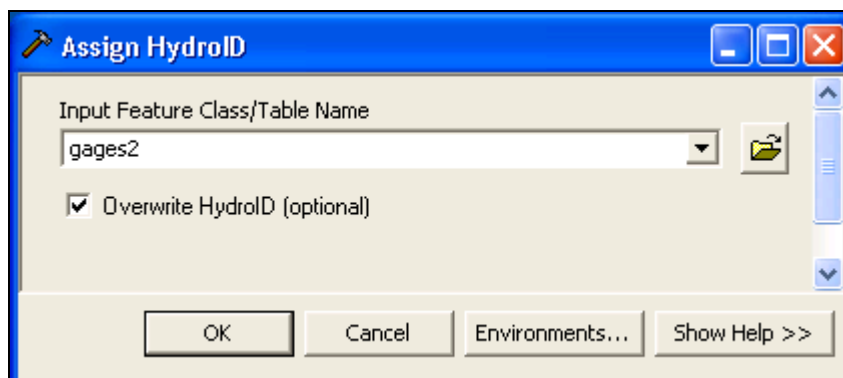 Assign HydroID
Input Feature Class/Table Name
gages2
Overwrite HydroID (optional)
OK
Cancel
Environments...
Show Help >>